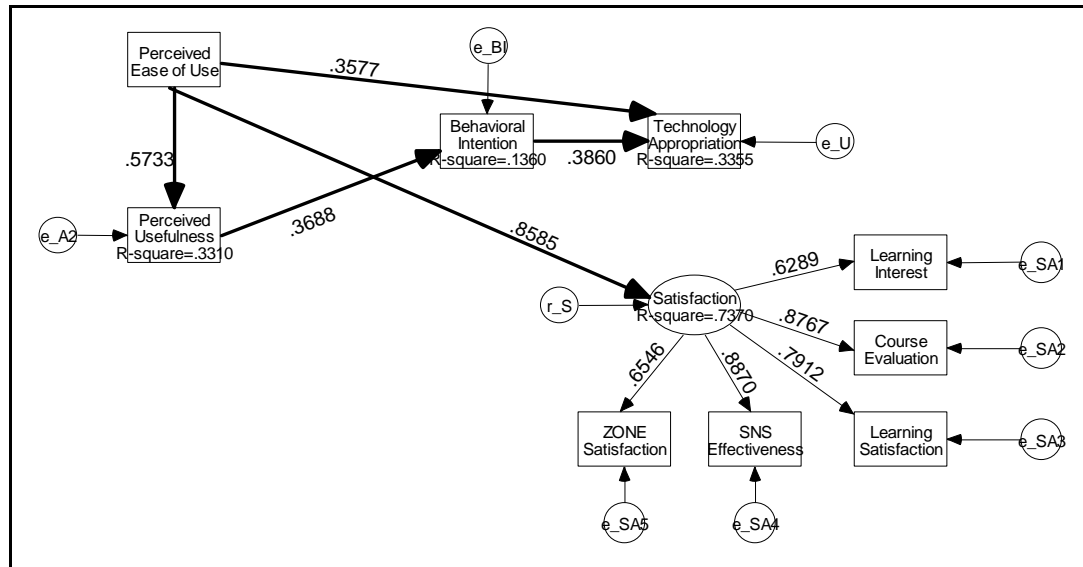 Perceived
Ease of Use
e_BI
.3577
Behavioral
Intention
R-square=.1360
.3860
Technology
Appropriation
R-square=.3355
e_U
.5733
e_A2
Perceived
Usefulness
R-square=.3310
.3688
.8585
r_S
Satisfaction
R-square=.7370
.6289
Learning
Interest
e_SA1
.8767
Course
Evaluation
e_SA2
.7912
Learning
Satisfaction
e_SA3
.6546
.8870
ZONE
Satisfaction
SNS
Effectiveness
e_SA5
e_SA4